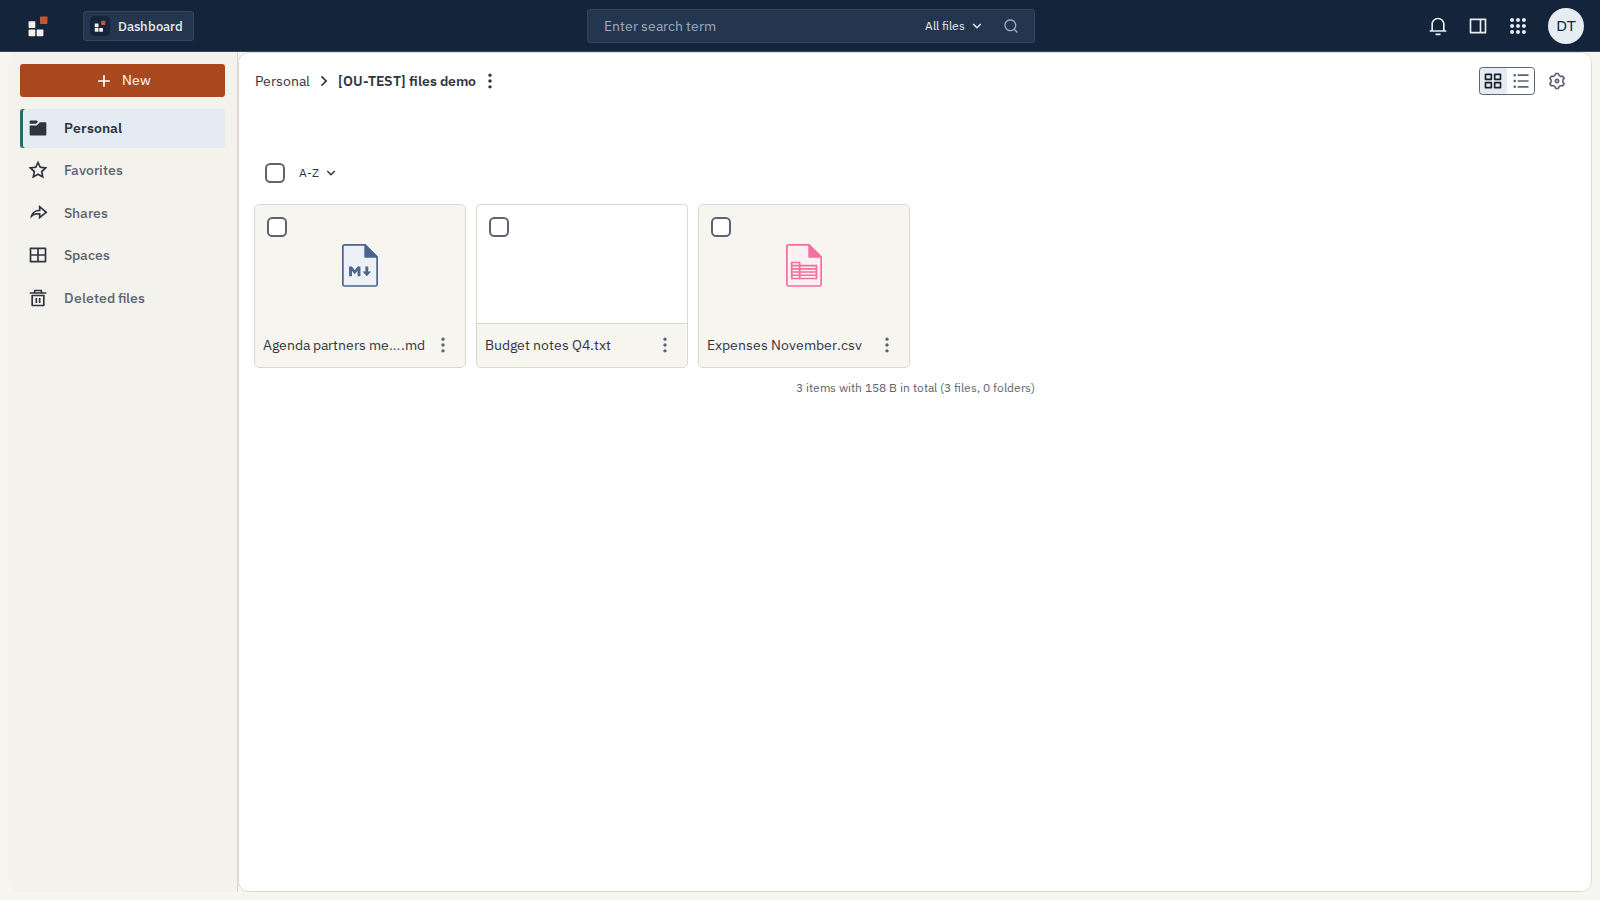 Dashboard
Enter search term
All files
DT
New
Personal
Favorites
Shares
Spaces
Deleted files
Personal
[OU-TEST] files demo
A-Z
M
Agenda partners me....md
Budget notes Q4.txt
Expenses November.csv
3 items with 158 B in total (3 files, 0 folders)